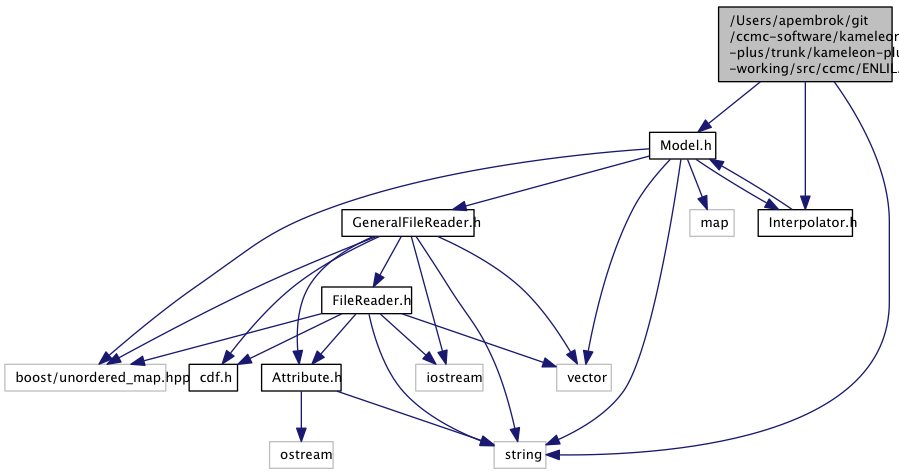 /Users/apembrok/git
/ccmc-software/kameleon
-plus/trunk/kameleon-plu
-working/src/ccmc/ENLIL.
Model.h
GeneralFileReader.h
map
Interpolator.h
FileReader.h
boost/unordered_map.hpp
cdf.h
Attribute.h
iostream
vector
ostream
string